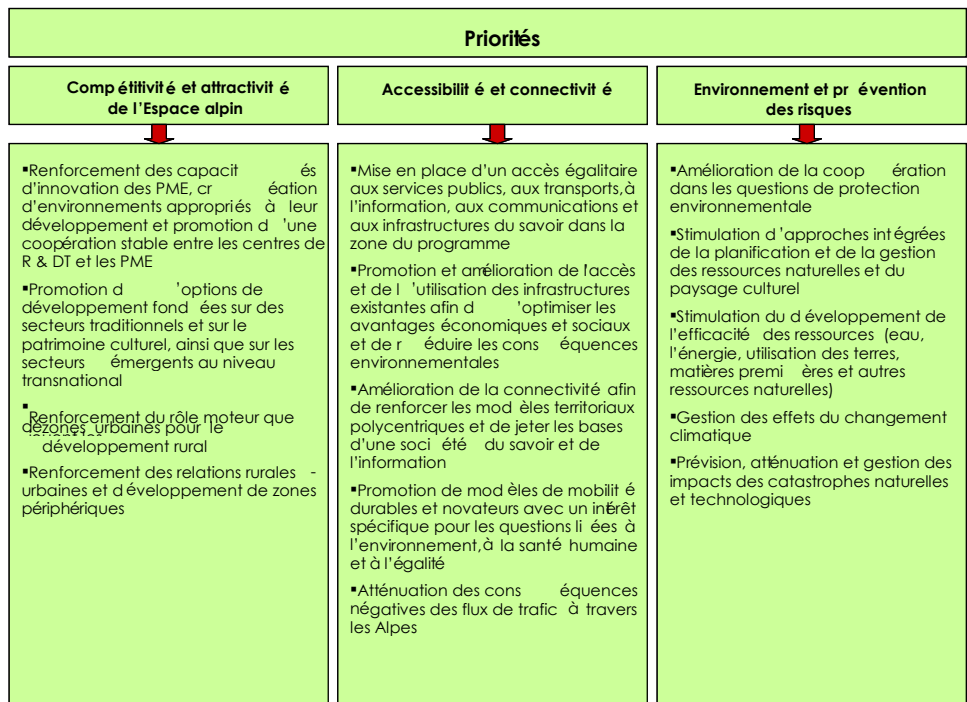 Priorités
Compétitivité et attractivité
de l'Espace alpin
▪Renforcement des capacités
d'innovation des PME, création
d'environnements appropriés à leur
développement et promotion d'une
coopération stable entre les centres de
R & DT et les PME
▪Promotion d'options de
développement fondées sur des
secteurs traditionnels et sur le
patrimoine culturel, ainsi que sur les
secteurs émergents au niveau
transnational
▪Renforcement du rôle moteur que
zones urbaines pour le
développement rural
▪Renforcement des relations rurales -
urbaines et développement de zones
périphériques
Accessibilité et connectivité
▪Mise en place d'un accès égalitaire
aux services publics, aux transports, à
l'information, aux communications et
aux infrastructures du savoir dans la
zone du programme
▪Promotion et amélioration de l'accès
et de l'utilisation des infrastructures
existantes afin d'optimiser les
avantages économiques et sociaux
et de réduire les conséquences
environnementales
▪Amélioration de la connectivité afin
de renforcer les modèles territoriaux
polycentriques et de jeter les bases
d'une société du savoir et de
l'information
▪Promotion de modèles de mobilité
durables et novateurs avec un intérêt
spécifique pour les questions liées à
l'environnement, à la santé humaine
et à l'égalité
▪Atténuation des conséquences
négatives des flux de trafic à travers
les Alpes
Environnement et prévention
des risques
▪Amélioration de la coopération
dans les questions de protection
environnementale
▪Stimulation d'approches intégrées
de la planification et de la gestion
des ressources naturelles et du
paysage culturel
▪Stimulation du développement de
l'efficacité des ressources (eau,
l'énergie, utilisation des terres,
matières premières et autres
ressources naturelles)
▪Gestion des effets du changement
climatique
▪Prévision, atténuation et gestion des
impacts des catastrophes naturelles
et technologiques